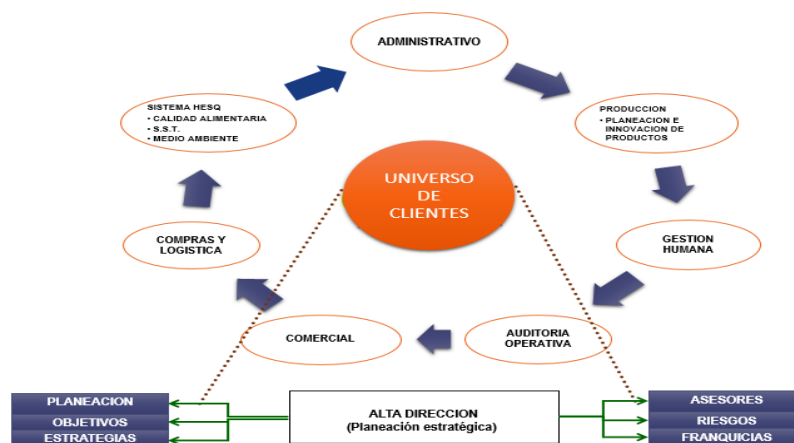 ADMINISTRATIVO
SISTEMA HESQ
• CALIDAD ALIMENTARIA
• S.S.T.
• MEDIO AMBIENTE
PRODUCCION
• PLANEACION E
INNOVACION DE
PRODUCTOS
UNIVERSO
DE
CLIENTES
COMPRAS Y
LOGISTICA
GESTION
HUMANA
COMERCIAL
AUDITORIA
OPERATIVA
PLANEACION
OBJETIVOS
ESTRATEGIAS
ALTA DIRECCION
(Planeación estratégica)
ASESORES
RIESGOS
FRANQUICIAS